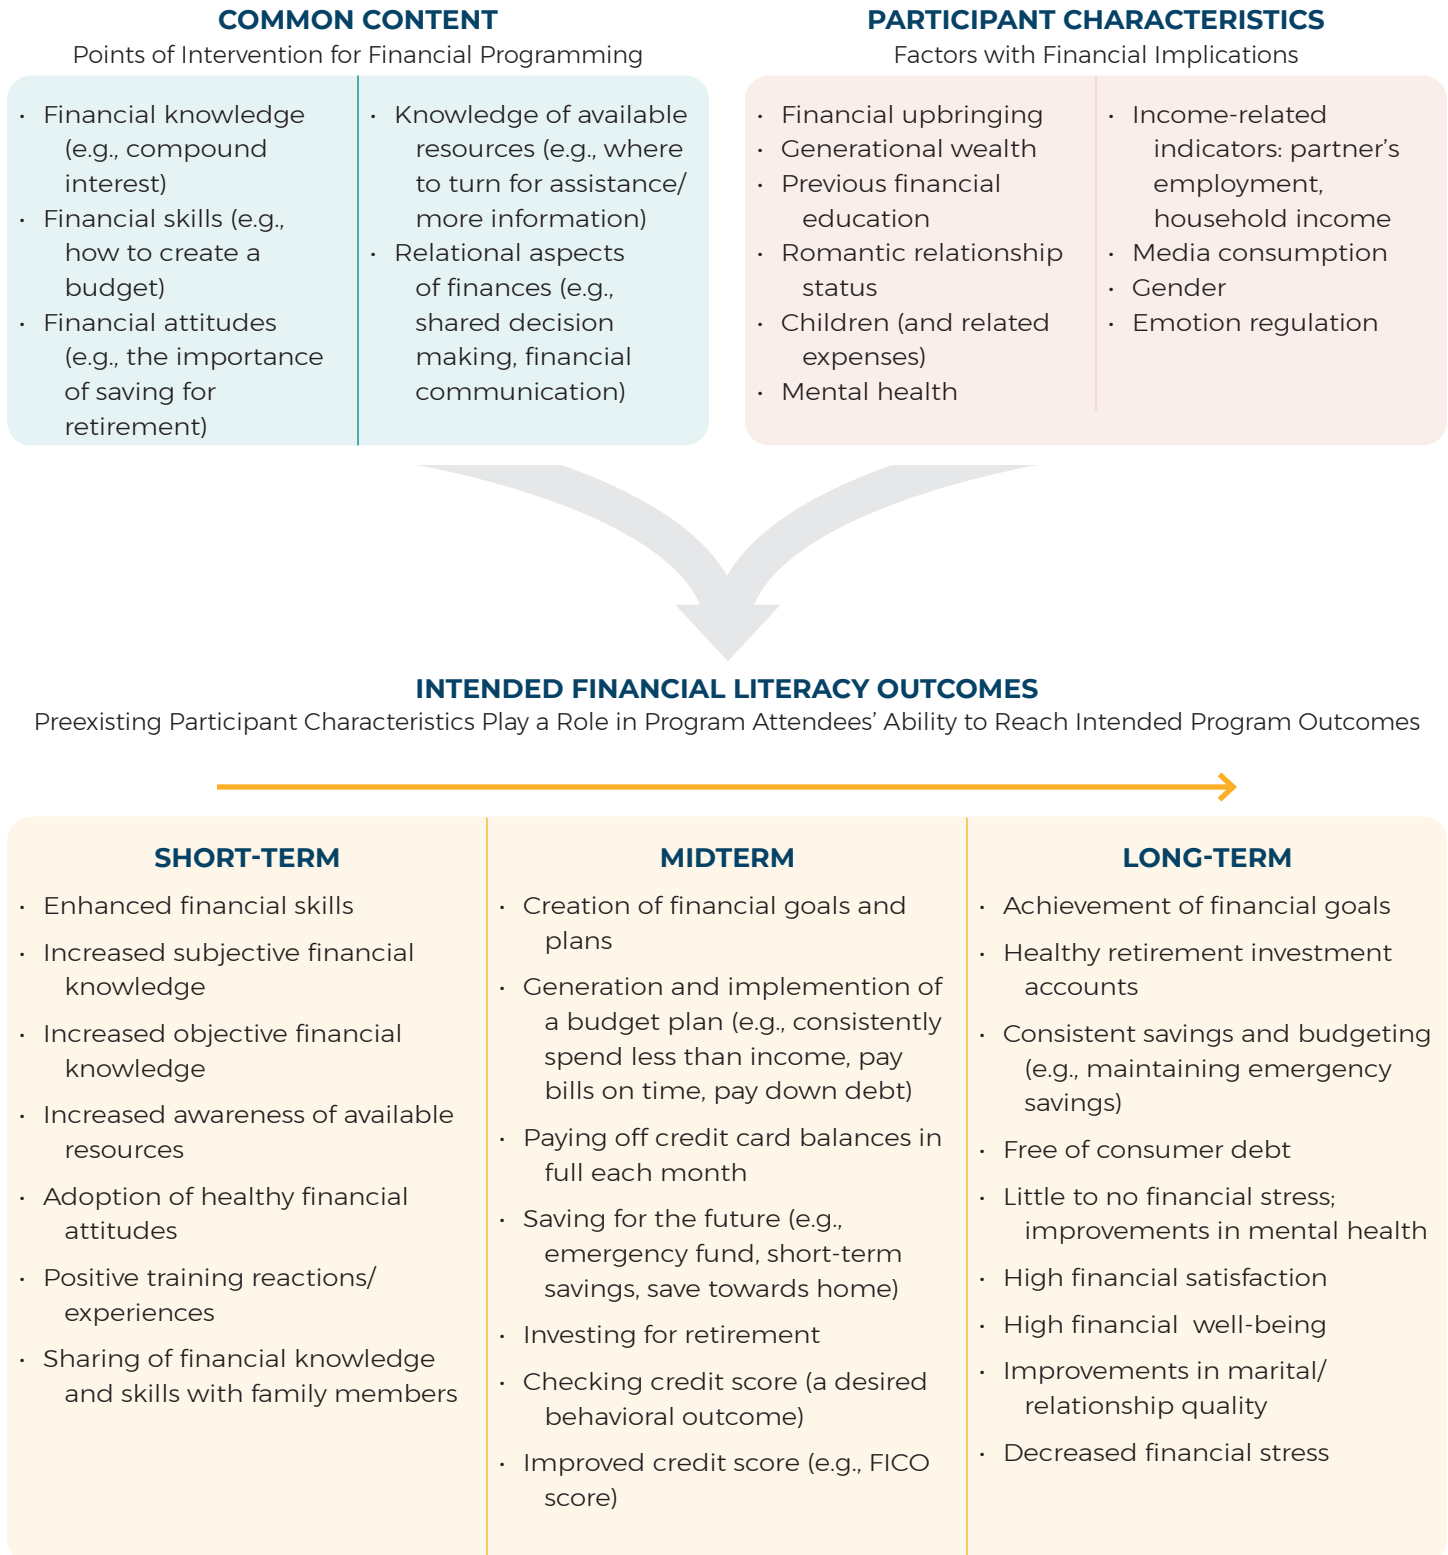 COMMON CONTENT
Points of Intervention for Financial Programming
• Financial knowledge
(e.g., compound
interest)
• Financial skills (e.g.,
how to create a
budget)
• Financial attitudes
(e.g., the importance
of saving for
retirement)
• Knowledge of available
resources (e.g., where
to turn for assistance/
more information)
• Relational aspects
of finances (e.g.,
shared decision
making, financial
communication)
PARTICIPANT CHARACTERISTICS
Factors with Financial Implications
• Financial upbringing
• Generational wealth
• Previous financial
education
• Romantic relationship
status
• Children (and related
expenses)
• Mental health
• Income-related
indicators: partner’s
employment,
household income
• Media consumption
• Gender
• Emotion regulation
INTENDED FINANCIAL LITERACY OUTCOMES
Preexisting Participant Characteristics Play a Role in Program Attendees’ Ability to Reach Intended Program Outcomes
SHORT-TERM
• Enhanced financial skills
• Increased subjective financial
knowledge
• Increased objective financial
knowledge
• Increased awareness of available
resources
• Adoption of healthy financial
attitudes
• Positive training reactions/
experiences
• Sharing of financial knowledge
and skills with family members
MIDTERM
• Creation of financial goals and
plans
• Generation and implemention of
a budget plan (e.g., consistently
spend less than income, pay
bills on time, pay down debt)
• Paying off credit card balances in
full each month
• Saving for the future (e.g.,
emergency fund, short-term
savings, save towards home)
• Investing for retirement
• Checking credit score (a desired
behavioral outcome)
• Improved credit score (e.g., FICO
score)
LONG-TERM
• Achievement of financial goals
• Healthy retirement investment
accounts
• Consistent savings and budgeting
(e.g., maintaining emergency
savings)
• Free of consumer debt
• Little to no financial stress;
improvements in mental health
• High financial satisfaction
• High financial  well-being
• Improvements in marital/
relationship quality
• Decreased financial stress